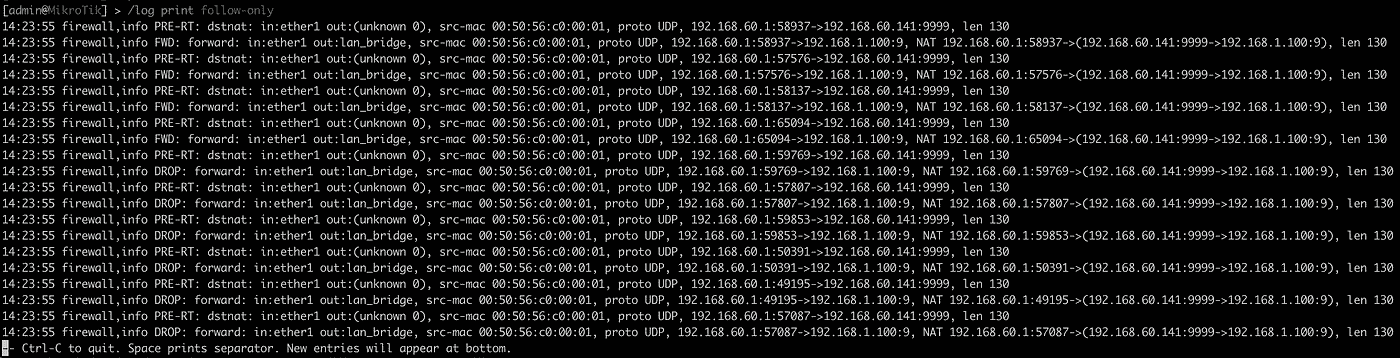 [admin@MikroTik] > /log print follow-only
14:23:55 firewall,info PRE-RT: dstnat: in:ether1 out:(unknown 0), src-mac 00:50:56:c0:00:01, proto UDP, 192.168.60.1:58937->192.168.60.141:9999, len 130
14:23:55 firewall,info FWD: forward: in:ether1 out:lan_bridge, src-mac 00:50:56:c0:00:01, proto UDP, 192.168.60.1:58937->192.168.1.100:9, NAT 192.168.60.1:58937->(192.168.60.141:9999->192.168.1.100:9), len 130
14:23:55 firewall,info PRE-RT: dstnat: in:ether1 out:(unknown 0), src-mac 00:50:56:c0:00:01, proto UDP, 192.168.60.1:57576->192.168.60.141:9999, len 130
14:23:55 firewall,info FWD: forward: in:ether1 out:lan_bridge, src-mac 00:50:56:c0:00:01, proto UDP, 192.168.60.1:57576->192.168.1.100:9, NAT 192.168.60.1:57576->(192.168.60.141:9999->192.168.1.100:9), len 130
14:23:55 firewall,info PRE-RT: dstnat: in:ether1 out:(unknown 0), src-mac 00:50:56:c0:00:01, proto UDP, 192.168.60.1:58137->192.168.60.141:9999, len 130
14:23:55 firewall,info FWD: forward: in:ether1 out:lan_bridge, src-mac 00:50:56:c0:00:01, proto UDP, 192.168.60.1:58137->192.168.1.100:9, NAT 192.168.60.1:58137->(192.168.60.141:9999->192.168.1.100:9), len 130
14:23:55 firewall,info PRE-RT: dstnat: in:ether1 out:(unknown 0), src-mac 00:50:56:c0:00:01, proto UDP, 192.168.60.1:65094->192.168.60.141:9999, len 130
14:23:55 firewall,info FWD: forward: in:ether1 out:lan_bridge, src-mac 00:50:56:c0:00:01, proto UDP, 192.168.60.1:65094->192.168.1.100:9, NAT 192.168.60.1:65094->(192.168.60.141:9999->192.168.1.100:9), len 130
14:23:55 firewall,info PRE-RT: dstnat: in:ether1 out:(unknown 0), src-mac 00:50:56:c0:00:01, proto UDP, 192.168.60.1:59769->192.168.60.141:9999, len 130
14:23:55 firewall,info DROP: forward: in:ether1 out:lan_bridge, src-mac 00:50:56:c0:00:01, proto UDP, 192.168.60.1:59769->192.168.1.100:9, NAT 192.168.60.1:59769->(192.168.60.141:9999->192.168.1.100:9), len 130
14:23:55 firewall,info PRE-RT: dstnat: in:ether1 out:(unknown 0), src-mac 00:50:56:c0:00:01, proto UDP, 192.168.60.1:57807->192.168.60.141:9999, len 130
14:23:55 firewall,info DROP: forward: in:ether1 out:lan_bridge, src-mac 00:50:56:c0:00:01, proto UDP, 192.168.60.1:57807->192.168.1.100:9, NAT 192.168.60.1:57807->(192.168.60.141:9999->192.168.1.100:9), len 130
14:23:55 firewall,info PRE-RT: dstnat: in:ether1 out:(unknown 0), src-mac 00:50:56:c0:00:01, proto UDP, 192.168.60.1:59853->192.168.60.141:9999, len 130
14:23:55 firewall,info DROP: forward: in:ether1 out:lan_bridge, src-mac 00:50:56:c0:00:01, proto UDP, 192.168.60.1:59853->192.168.1.100:9, NAT 192.168.60.1:59853->(192.168.60.141:9999->192.168.1.100:9), len 130
14:23:55 firewall,info PRE-RT: dstnat: in:ether1 out:(unknown 0), src-mac 00:50:56:c0:00:01, proto UDP, 192.168.60.1:50391->192.168.60.141:9999, len 130
14:23:55 firewall,info DROP: forward: in:ether1 out:lan_bridge, src-mac 00:50:56:c0:00:01, proto UDP, 192.168.60.1:50391->192.168.1.100:9, NAT 192.168.60.1:50391->(192.168.60.141:9999->192.168.1.100:9), len 130
14:23:55 firewall,info PRE-RT: dstnat: in:ether1 out:(unknown 0), src-mac 00:50:56:c0:00:01, proto UDP, 192.168.60.1:49195->192.168.60.141:9999, len 130
14:23:55 firewall,info DROP: forward: in:ether1 out:lan_bridge, src-mac 00:50:56:c0:00:01, proto UDP, 192.168.60.1:49195->192.168.1.100:9, NAT 192.168.60.1:49195->(192.168.60.141:9999->192.168.1.100:9), len 130
14:23:55 firewall,info PRE-RT: dstnat: in:ether1 out:(unknown 0), src-mac 00:50:56:c0:00:01, proto UDP, 192.168.60.1:57087->192.168.60.141:9999, len 130
14:23:55 firewall,info DROP: forward: in:ether1 out:lan_bridge, src-mac 00:50:56:c0:00:01, proto UDP, 192.168.60.1:57087->192.168.1.100:9, NAT 192.168.60.1:57087->(192.168.60.141:9999->192.168.1.100:9), len 130
-- Ctrl-C to quit. Space prints separator. New entries will appear at bottom.